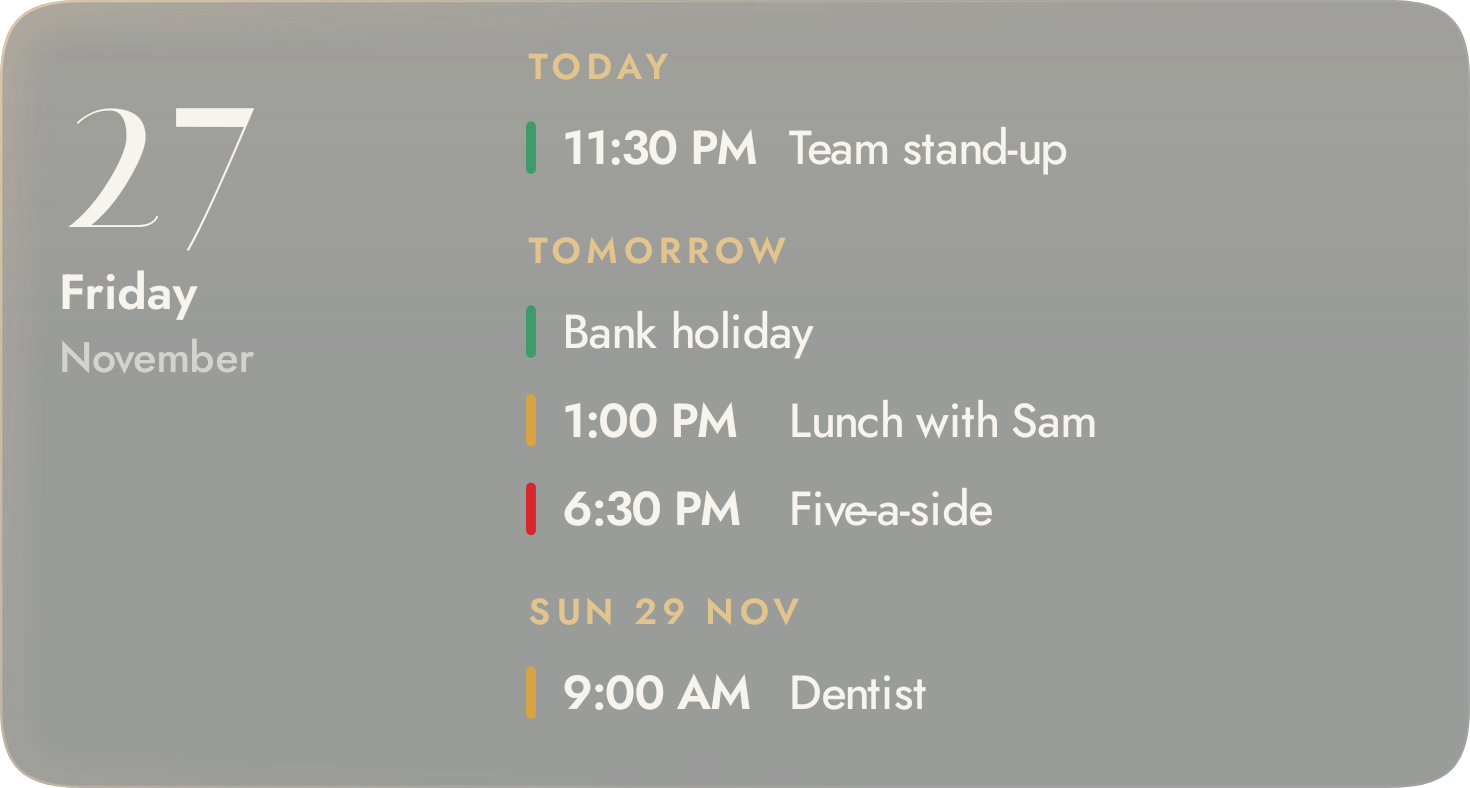 27
Friday
November
TODAY
11:30 PM Team stand-up
TOMORROW
Bank holiday
1:00 PM Lunch with Sam
6:30 PM Five-a-side
SUN 29 NOV
9:00 AM Dentist